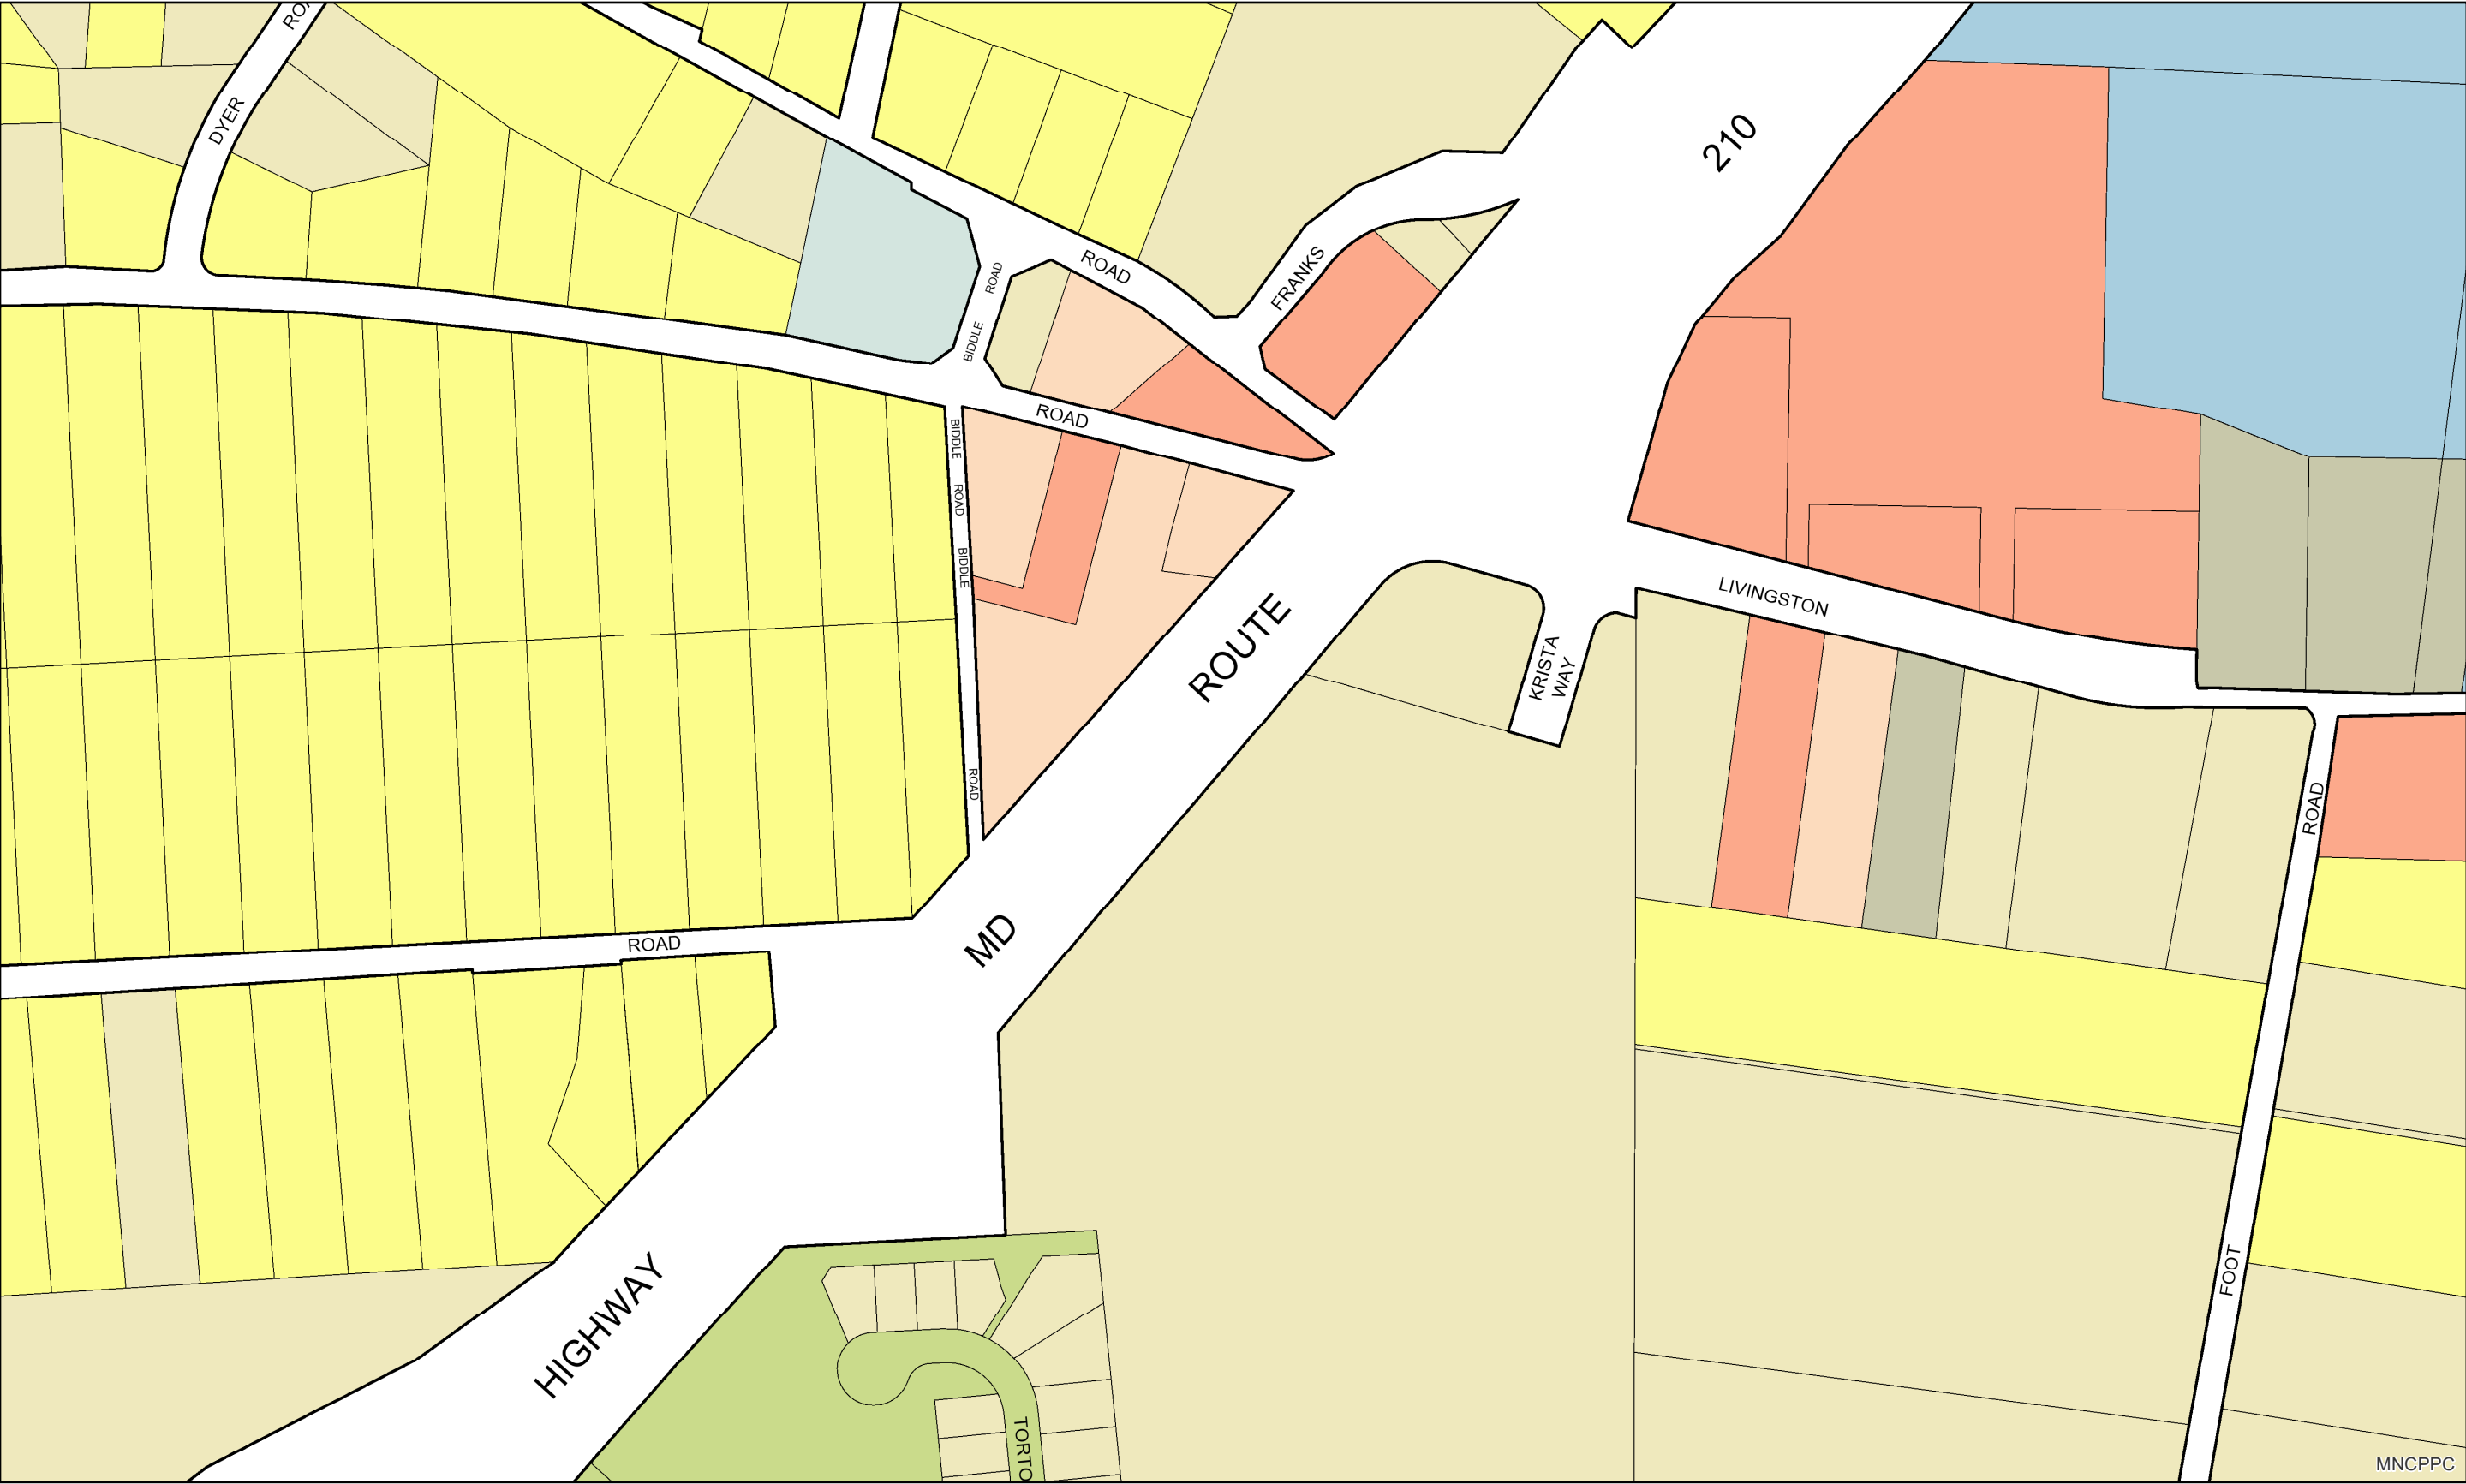 ROA
DYER
210
ROAD
FRANKS
ROAD
BIDDLE
ROAD
BIDDLE
ROAD
BIDDLE
ROAD
LIVINGSTON
ROUTE
KRISTA
WAY
ROAD
MD
ROAD
HIGHWAY
FOOT
TORTO
MNCPPC